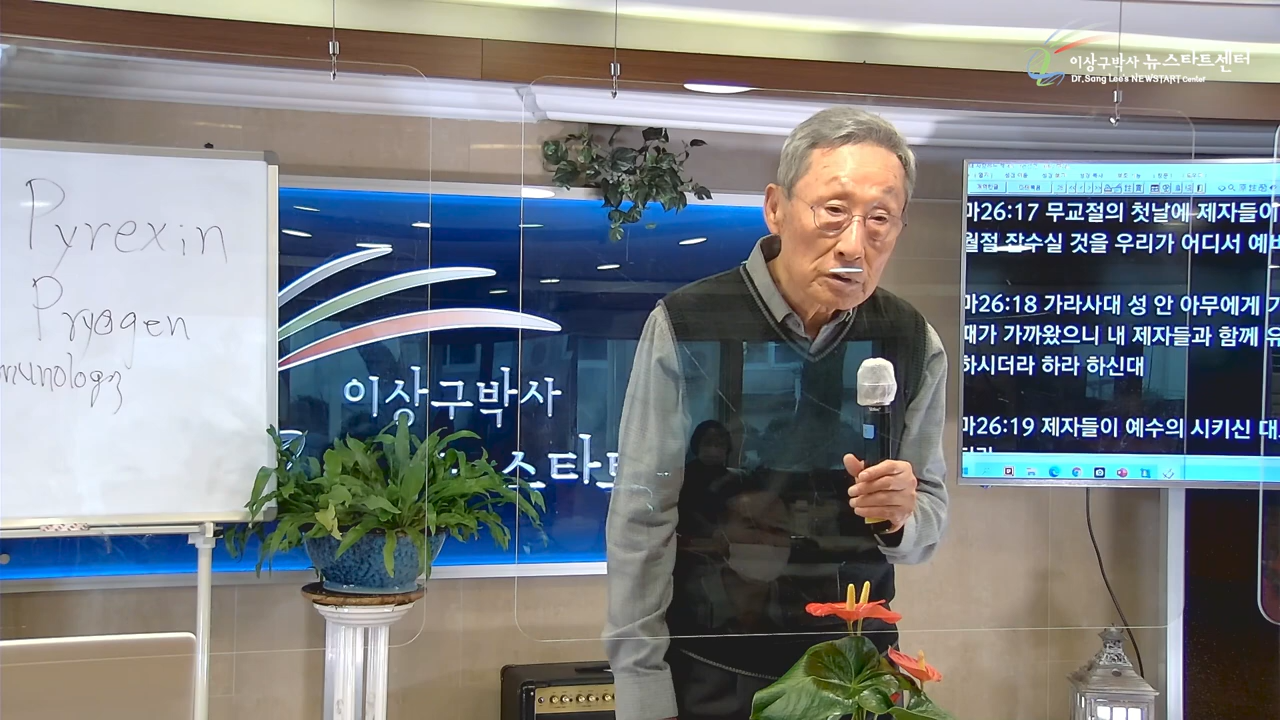 이상구박사 뉴스타트센터
Dr. Sang Lee's NEWSTART Center
Pyrexin
Pryogen
munology
이상구박사
스타트
마26:17 무교절의 첫날에 제자들이
월절 잡수실 것을 우리가 어디서 예비
마26:18 가라사대 성 안 아무에게 가
때가 가까왔으니 내 제자들과 함께 유
하시더라 하라 하신대
마26:19 제자들이 예수의 시키신 대